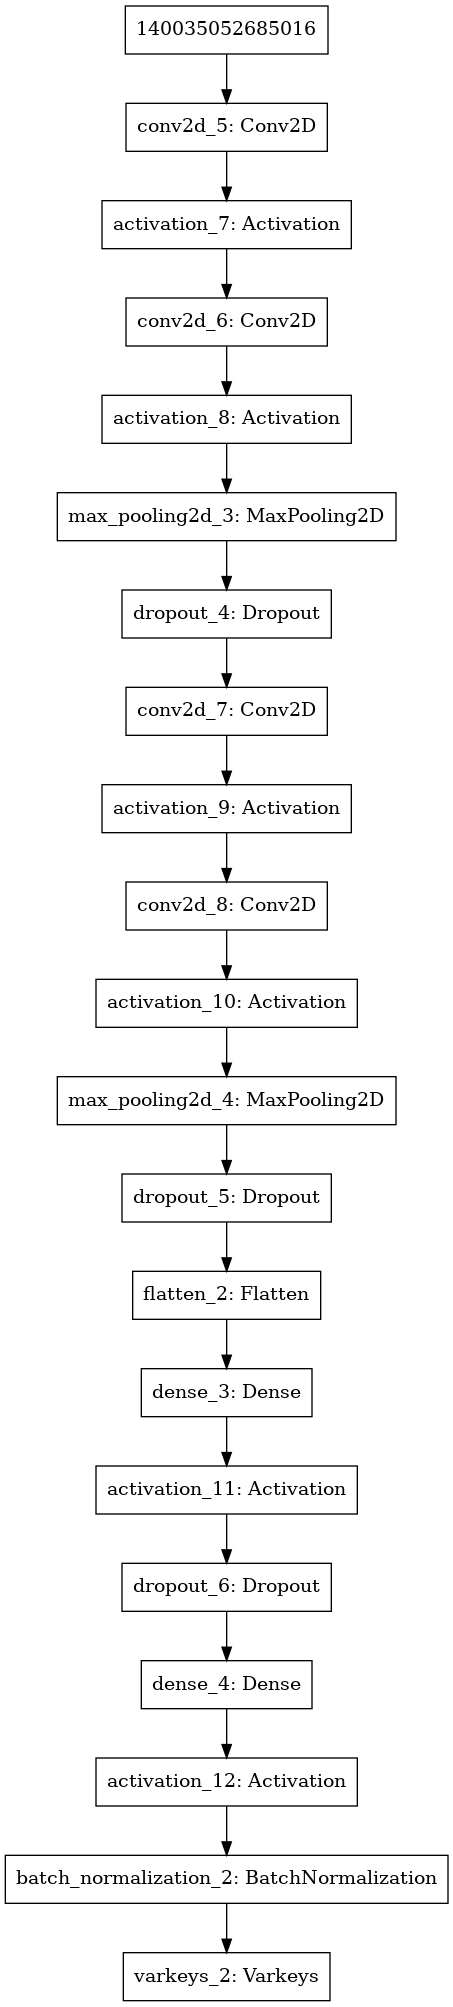 140035052685016
conv2d_5: Conv2D
activation_7: Activation
conv2d_6: Conv2D
activation_8: Activation
max_pooling2d_3: MaxPooling2D
dropout_4: Dropout
conv2d_7: Conv2D
activation_9: Activation
conv2d_8: Conv2D
activation_10: Activation
max_pooling2d_4: MaxPooling2D
dropout_5: Dropout
flatten_2: Flatten
dense_3: Dense
activation_11: Activation
dropout_6: Dropout
dense_4: Dense
activation_12: Activation
batch_normalization_2: BatchNormalization
varkeys_2: Varkeys